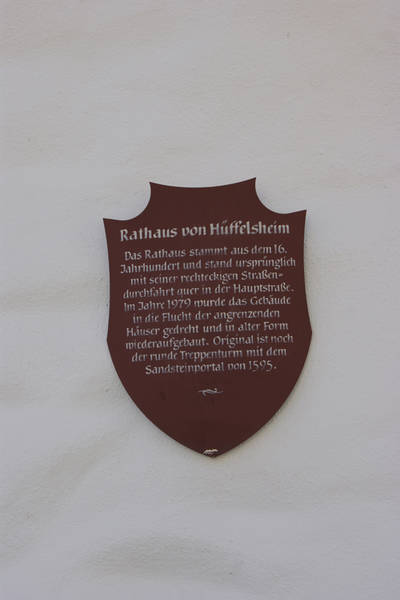 Rathaus von Hüffelsheim
Das Rathaus stammt aus dem 16.
Jahrhundert und stand ursprünglich
mit seiner rechteckigen Straßen-
durchfahrt quer in der Hauptstraße.
Im Jahre 1979 wurde das Gebäude
in die Flucht der angrenzenden
Häuser gedreht und in alter Form
wiederaufgebaut. Original ist noch
der runde Treppenturm mit dem
Sandsteinportal von 1595.